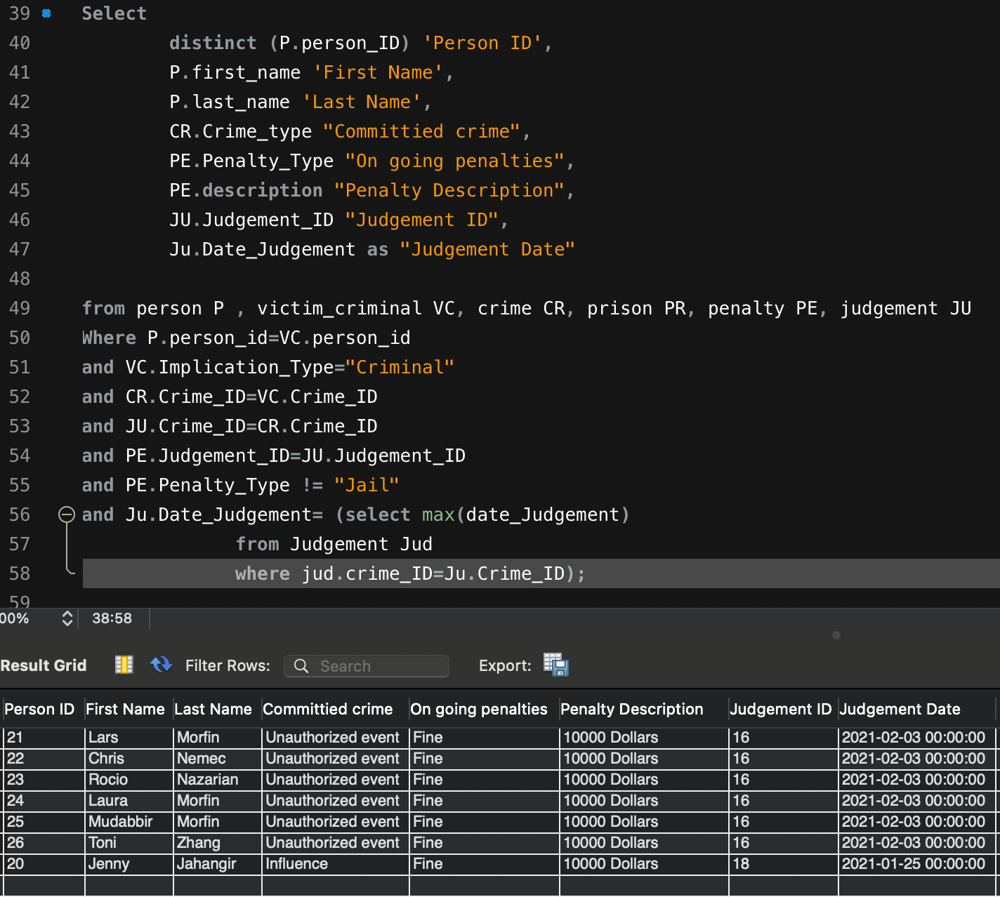 39 Select
40 distinct (P.person_ID) 'Person ID',
41 P.first_name 'First Name',
42 P.last_name 'Last Name',
43 CR.Crime_type "Committied crime",
44 PE.Penalty_Type "On going penalties",
45 PE.description "Penalty Description",
46 JU.Judgement_ID "Judgement ID",
47 Ju.Date_Judgement as "Judgement Date"
48
49 from person P , victim_criminal VC, crime CR, prison PR, penalty PE, judgement JU
50 Where P.person_id=VC.person_id
51 and VC.Implication_Type="Criminal"
52 and CR.Crime_ID=VC.Crime_ID
53 and JU.Crime_ID=CR.Crime_ID
54 and PE.Judgement_ID=JU.Judgement_ID
55 and PE.Penalty_Type != "Jail"
56 and Ju.Date_Judgement= (select max(date_Judgement)
57 from Judgement Jud
58 where jud.crime_ID=Ju.Crime_ID);
59
00% 38:58
Result Grid Filter Rows: Search Export:
Person ID First Name Last Name Committied crime On going penalties Penalty Description Judgement ID Judgement Date
21 Lars Morfin Unauthorized event Fine 10000 Dollars 16 2021-02-03 00:00:00
22 Chris Nemec Unauthorized event Fine 10000 Dollars 16 2021-02-03 00:00:00
23 Rocio Nazarian Unauthorized event Fine 10000 Dollars 16 2021-02-03 00:00:00
24 Laura Morfin Unauthorized event Fine 10000 Dollars 16 2021-02-03 00:00:00
25 Mudabbir Morfin Unauthorized event Fine 10000 Dollars 16 2021-02-03 00:00:00
26 Toni Zhang Unauthorized event Fine 10000 Dollars 16 2021-02-03 00:00:00
20 Jenny Jahangir Influence Fine 10000 Dollars 18 2021-01-25 00:00:00